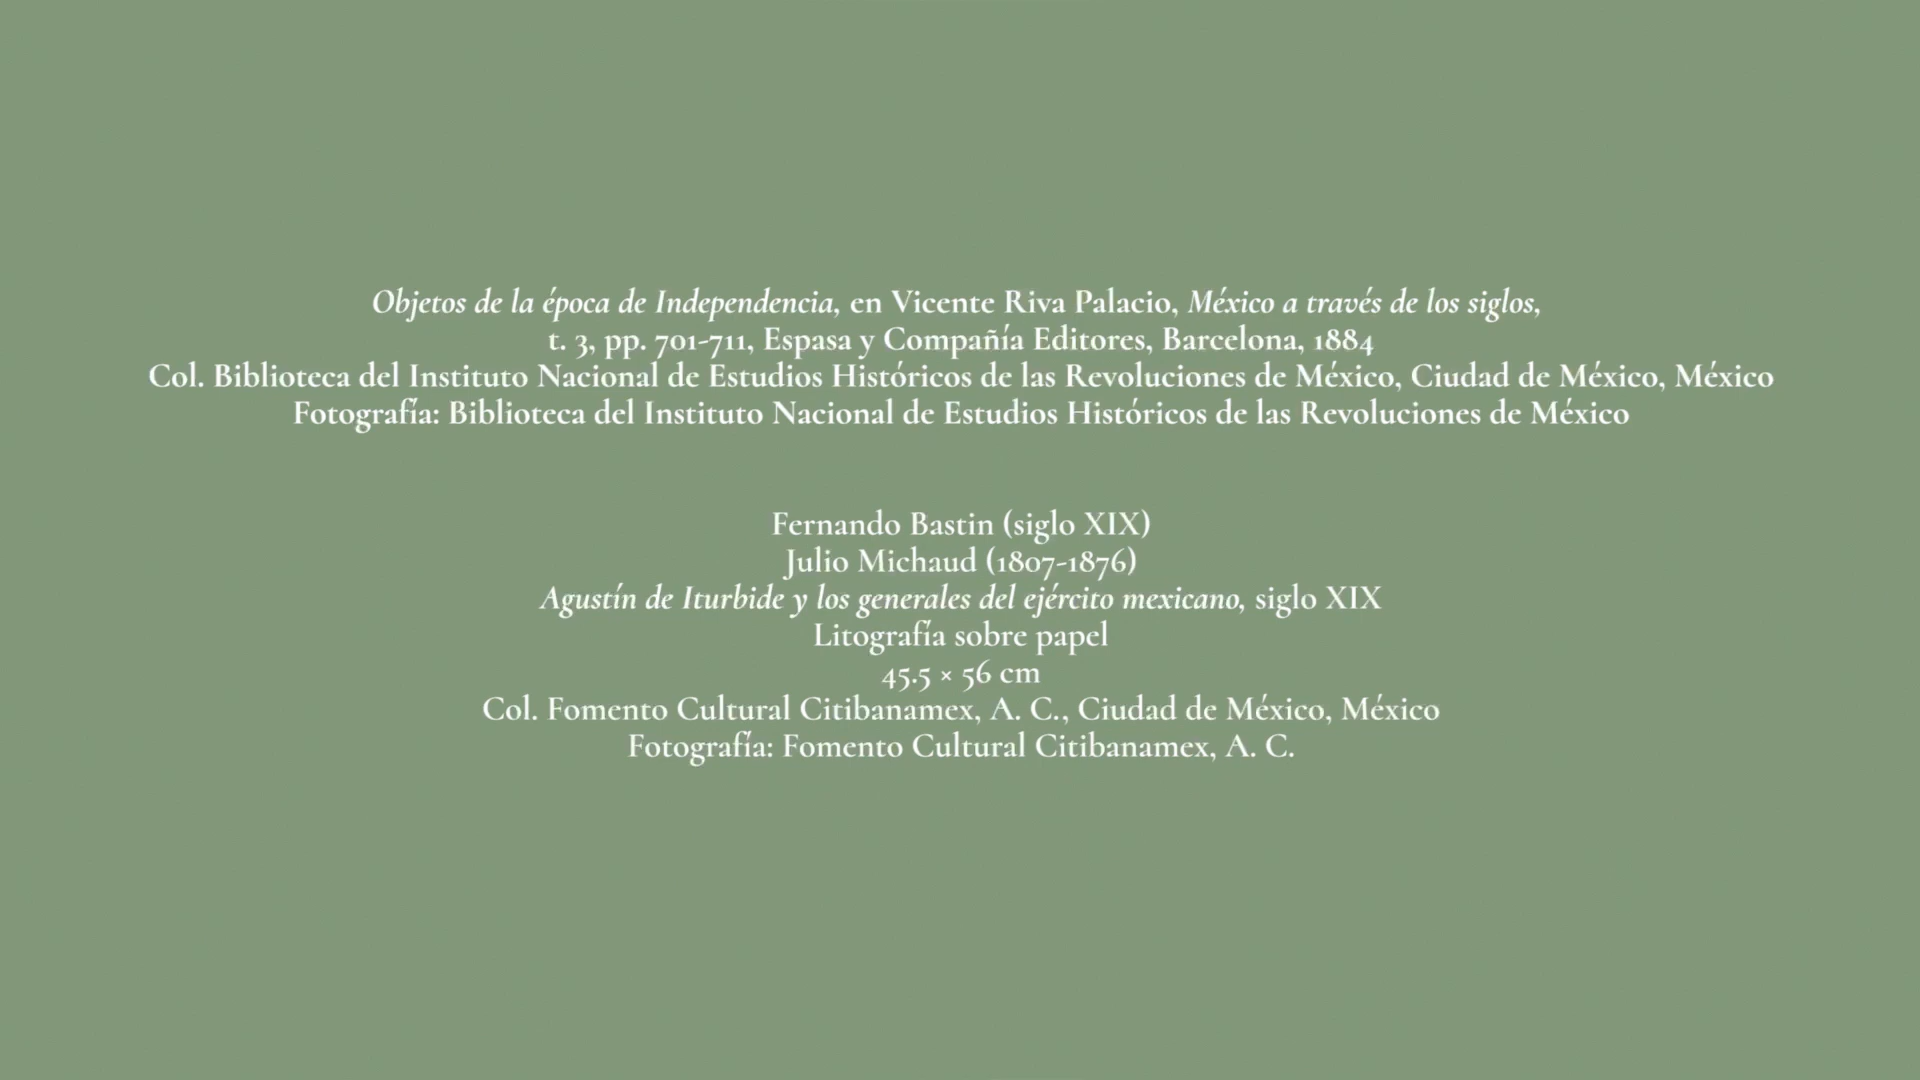 Objetos de la época de Independencia, en Vicente Riva Palacio, México a través de los siglos,
t. 3, pp. 701-711, Espasa y Compañía Editores, Barcelona, 1884
Col. Biblioteca del Instituto Nacional de Estudios Históricos de las Revoluciones de México, Ciudad de México, México
Fotografía: Biblioteca del Instituto Nacional de Estudios Históricos de las Revoluciones de México
Fernando Bastin (siglo XIX)
Julio Michaud (1807-1876)
Agustín de Iturbide y los generales del ejército mexicano, siglo XIX
Litografía sobre papel
45.5 × 56 cm
Col. Fomento Cultural Citibanamex, A. C., Ciudad de México, México
Fotografía: Fomento Cultural Citibanamex, A. C.